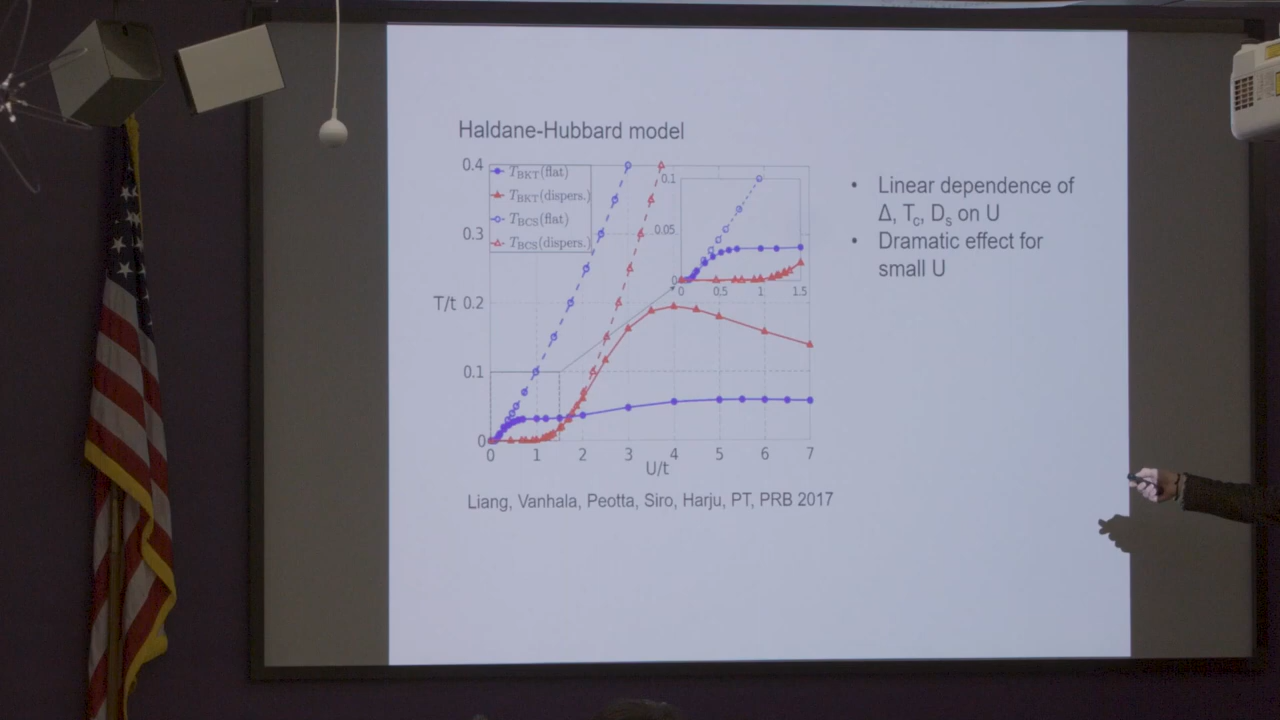 Haldane-Hubbard model
0.4
0.3
T/t 0.2
0.1
0
T_BKT(flat)
T_BKT(dispers.)
T_BCS(flat)
T_BCS(dispers.)
0.1
0.05
0
0 0.5 1 1.5
0 1 2 3 4 5 6 7
U/t
Liang, Vanhala, Peotta, Siro, Harju, PT, PRB 2017
• Linear dependence of
Δ, Tc, Ds on U
• Dramatic effect for
small U